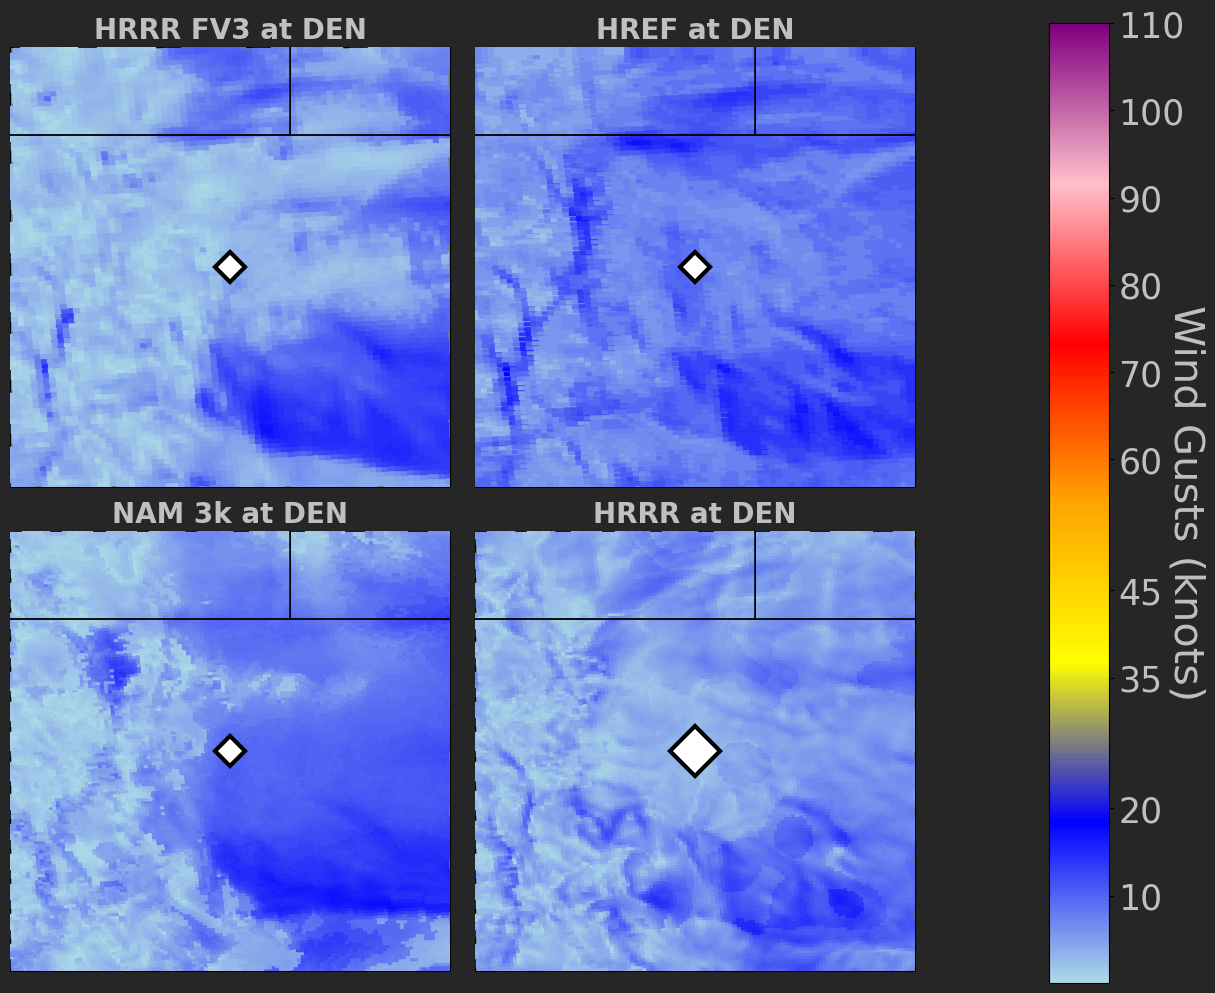 HRRR FV3 at DEN
HREF at DEN
NAM 3k at DEN
HRRR at DEN
110
100
90
80
70
60
45
35
20
10
Wind Gusts (knots)